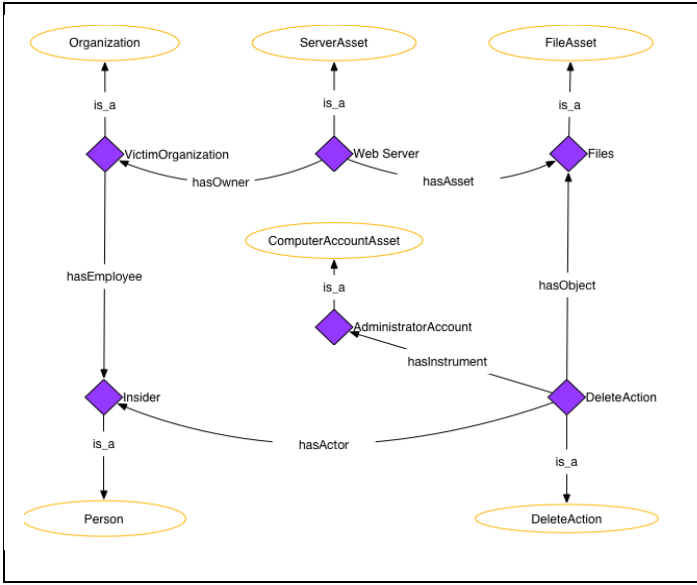 Organization
ServerAsset
FileAsset
is_a
is_a
is_a
VictimOrganization
Web Server
Files
hasOwner
hasAsset
ComputerAccountAsset
hasEmployee
is_a
hasObject
AdministratorAccount
hasInstrument
Insider
DeleteAction
is_a
hasActor
is_a
Person
DeleteAction